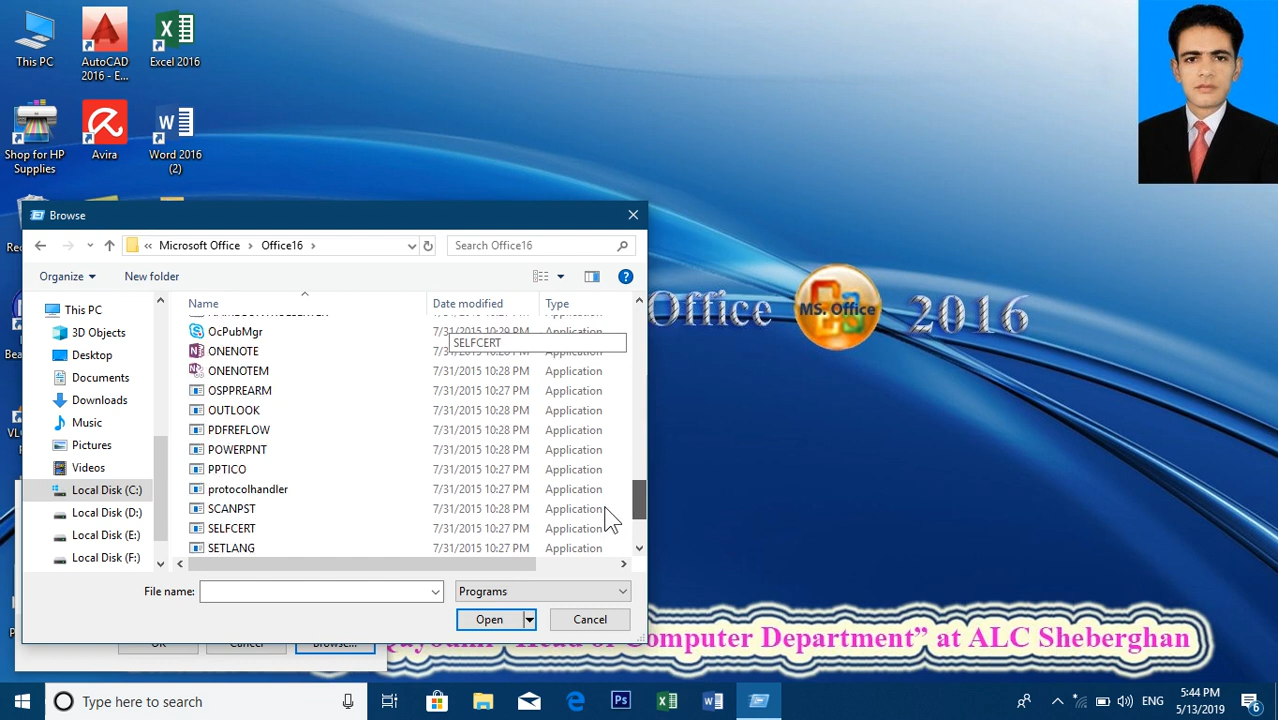 This PC
AutoCAD
2016 - E...
Excel 2016
Shop for HP
Supplies
Avira
Word 2016
(2)
Office
MS. Office
2016
Browse
Microsoft Office
Office16
Search Office16
Organize
New folder
This PC
3D Objects
Desktop
Documents
Downloads
Music
Pictures
Videos
Local Disk (C:)
Local Disk (D:)
Local Disk (E:)
Local Disk (F:)
Name
Date modified
Type
OcPubMgr 7/31/2015 10:29 PM Application
SELFCERT
ONENOTE Application
ONENOTEM 7/31/2015 10:28 PM Application
OSPPREARM 7/31/2015 10:27 PM Application
OUTLOOK 7/31/2015 10:28 PM Application
PDFREFLOW 7/31/2015 10:28 PM Application
POWERPNT 7/31/2015 10:28 PM Application
PPTICO 7/31/2015 10:27 PM Application
protocolhandler 7/31/2015 10:27 PM Application
SCANPST 7/31/2015 10:28 PM Application
SELFCERT 7/31/2015 10:27 PM Application
SETLANG 7/31/2015 10:27 PM Application
File name:
Programs
Open
Cancel
Computer Department” at ALC Sheberghan
Type here to search
ENG
5:44 PM
5/13/2019
6